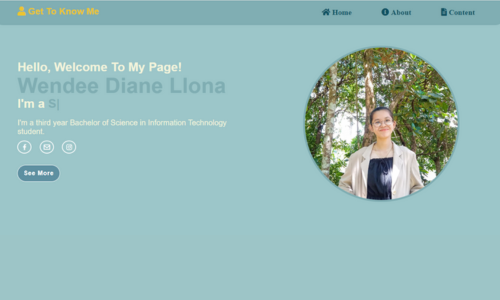 Get To Know Me
Home About Content
Hello, Welcome To My Page!
Wendee Diane Llona
I'm a S|
I'm a third year Bachelor of Science in Information Technology
student.
See More